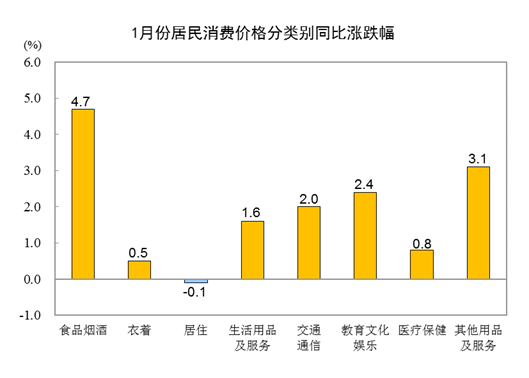 1月份居民消费价格分类别同比涨跌幅
(%)
6.0
5.0
4.0
3.0
2.0
1.0
0.0
-1.0
4.7
0.5
-0.1
1.6
2.0
2.4
0.8
3.1
食品烟酒
衣着
居住
生活用品
及服务
交通
通信
教育文化
娱乐
医疗保健
其他用品
及服务